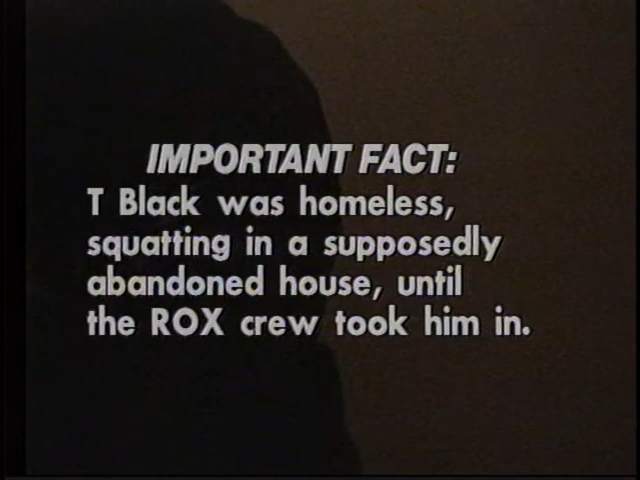 IMPORTANT FACT:
T Black was homeless,
squatting in a supposedly
abandoned house, until
the ROX crew took him in.